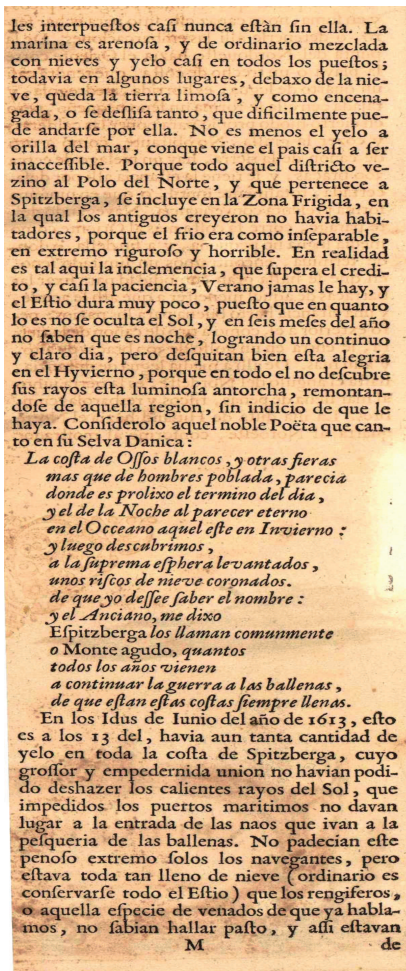 les interpueſtos caſi nunca eſtàn ſin ella. La
marina es arenoſa, y de ordinario mezclada
con nieves y yelo caſi en todos los pueſtos;
todavia en algunos lugares, debaxo de la nie-
ve, queda la tierra limoſa, y como encena-
gada, o ſe deſliſa tanto, que dificilmente pue-
de andarſe por ella. No es menos el yelo a
orilla del mar, conque viene el pais caſi a ſer
inacceſſible. Porque todo aquel diſtricto ve-
zino al Polo del Norte, y que pertenece a
Spitzberga, ſe incluye en la Zona Frigida, en
la qual los antiguos creyeron no havia habi-
tadores, porque el frio era como inſeparable,
en extremo riguroſo y horrible. En realidad
es tal aqui la inclemencia, que ſupera el credi-
to, y caſi la paciencia, Verano jamas le hay, y
el Eſtio dura muy poco, pueſto que en quanto
lo es no ſe oculta el Sol, y en ſeis meſes del año
no ſaben que es noche, logrando un continuo
y claro dia, pero deſquitan bien eſta alegria
en el Hyvierno, porque en todo el no deſcubre
ſus rayos eſta luminoſa antorcha, remontan-
doſe de aquella region, ſin indicio de que le
haya. Conſiderolo aquel noble Poëta que can-
to en ſu Selva Danica:
La coſta de Oſſos blancos, y otras fieras
mas que de hombres poblada, parecia
donde es prolixo el termino del dia,
y el de la Noche al parecer eterno
en el Occeano aquel eſte en Invierno:
y luego descubrimos,
a la ſuprema eſphera levantados,
unos riſcos de nieve coronados.
de que yo deſſee ſaber el nombre:
y el Anciano, me dixo
Eſpitzberga los llaman comunmente
o Monte agudo, quantos
todos los años vienen
a continuar la guerra a las ballenas,
de que eſtan eſtas coſtas ſiempre llenas.
En los Idus de Iunio del año de 1613, eſto
es a los 13 del, havia aun tanta cantidad de
yelo en toda la coſta de Spitzberga, cuyo
groſſor y empedernida union no havian podi-
do deshazer los calientes rayos del Sol, que
impedidos los puertos maritimos no davan
lugar a la entrada de las naos que ivan a la
peſqueria de las ballenas. No padecían eſte
penoſo extremo ſolos los navegantes, pero
eſtava toda tan lleno de nieve (ordinario es
conſervarſe todo el Eſtio) que los rengiferos,
o aquella eſpecie de venados de que ya habla-
mos, no ſabian hallar paſto, y aſſi eſtavan
M de